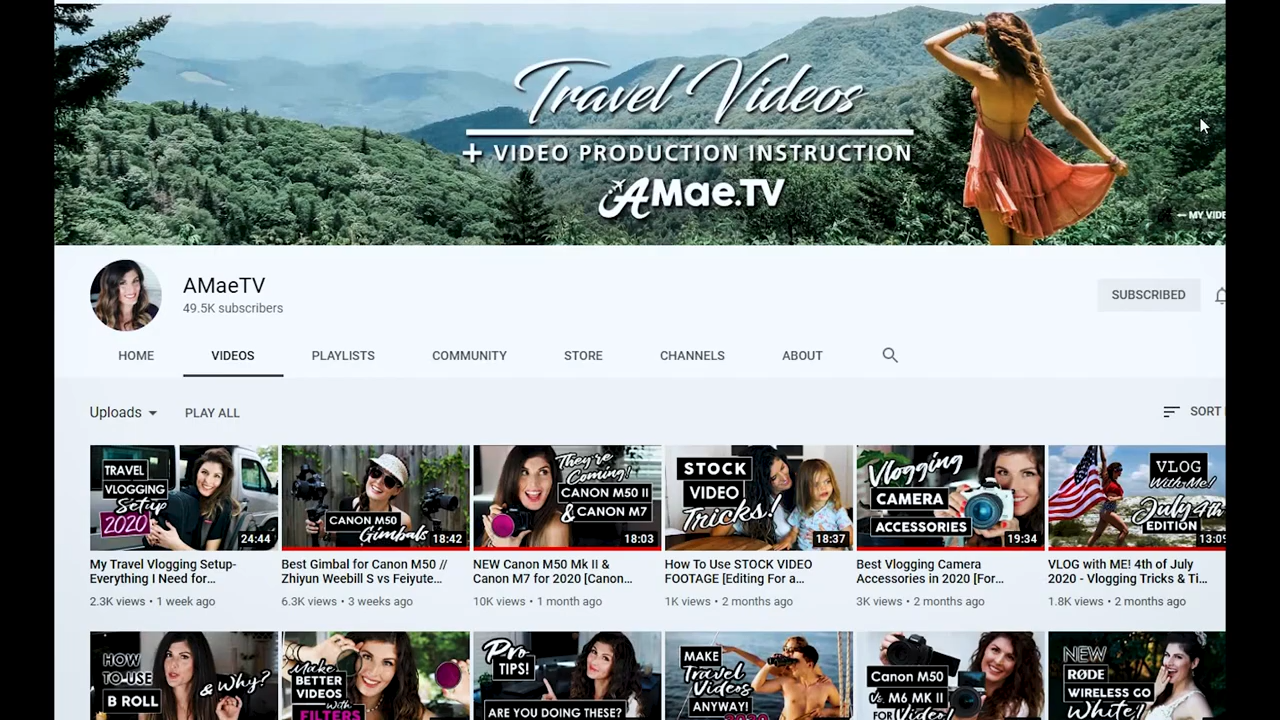 Travel Videos
+ VIDEO PRODUCTION INSTRUCTION
AMae.TV
MY VIDE
AMaeTV
49.5K subscribers
SUBSCRIBED
HOME VIDEOS PLAYLISTS COMMUNITY STORE CHANNELS ABOUT
Uploads PLAY ALL
SORT
TRAVEL
VLOGGING
Setup
2020
24:44
CANON M50
Gimbals
18:42
They're
Coming!
CANON M50 II
& CANON M7
18:03
STOCK
VIDEO
Tricks!
18:37
Vlogging
CAMERA
ACCESSORIES
19:34
VLOG
With Me!
July 4th
EDITION
13:09
My Travel Vlogging Setup-
Everything I Need for...
2.3K views • 1 week ago
Best Gimbal for Canon M50 //
Zhiyun Weebill S vs Feiyute...
6.3K views • 3 weeks ago
NEW Canon M50 Mk II &
Canon M7 for 2020 [Canon...
10K views • 1 month ago
How To Use STOCK VIDEO
FOOTAGE [Editing For a...
1K views • 2 months ago
Best Vlogging Camera
Accessories in 2020 [For...
3K views • 2 months ago
VLOG with ME! 4th of July
2020 - Vlogging Tricks & Ti...
1.8K views • 2 months ago
HOW
TO USE
B ROLL
& Why?
Make
BETTER
VIDEOS
With
FILTERS
Pro
TIPS!
ARE YOU DOING THESE?
MAKE
Travel
Videos
ANYWAY!
2020
Canon M50
Vs. M6 MK II
FOR Video!
NEW
RØDE
WIRELESS GO
White!